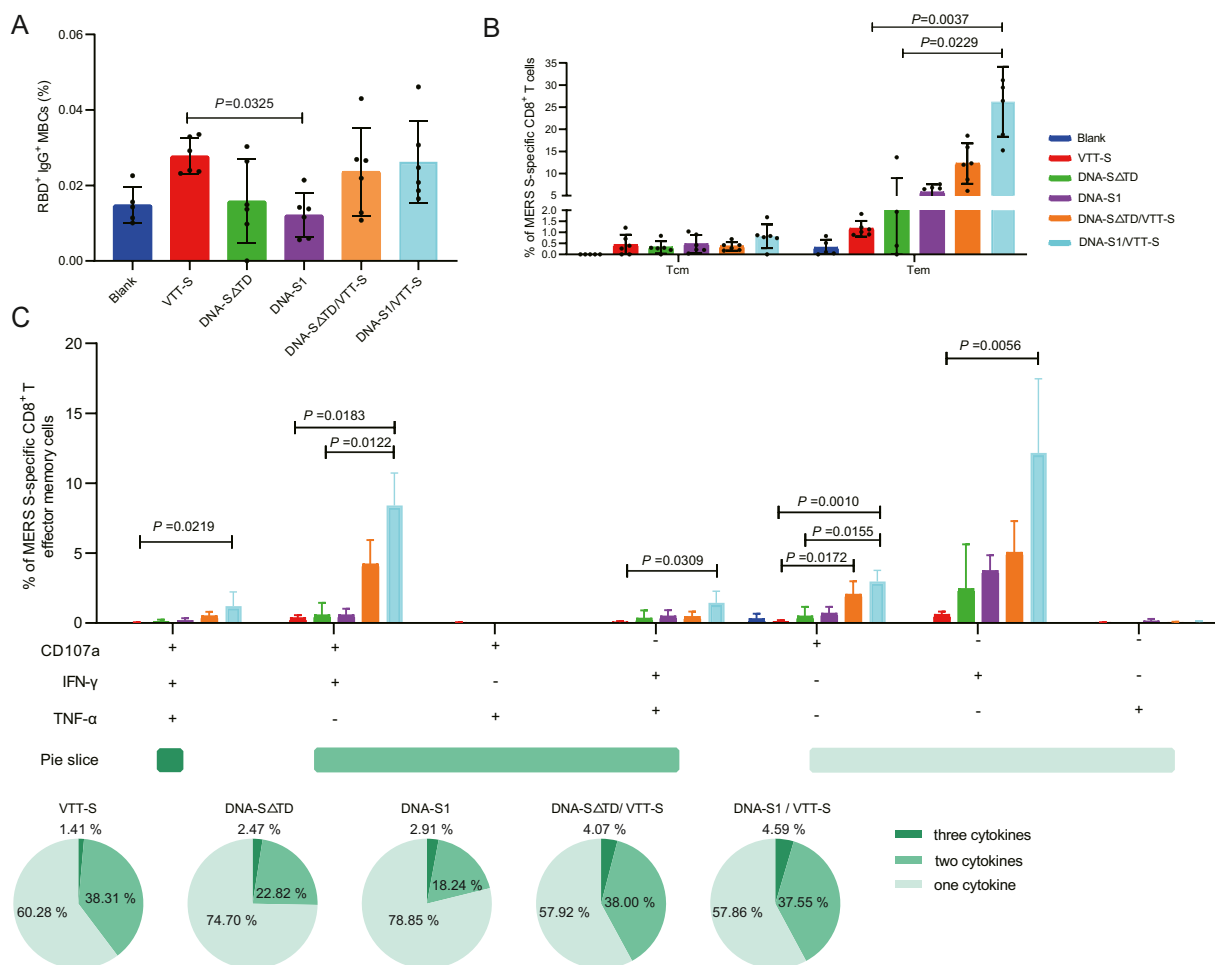 A
RBD+ IgG+ MBCs (%)
0.06
0.04
0.02
0.00
P=0.0325
Blank
VTT-S
DNA-S△TD
DNA-S1
DNA-S△TD/VTT-S
DNA-S1/VTT-S
B
% of MERS S-specific CD8+ T cells
35
30
25
20
15
10
5
2.0
1.5
1.0
0.5
0.0
P=0.0037
P=0.0229
Tcm
Tem
Blank
VTT-S
DNA-S△TD
DNA-S1
DNA-S△TD/VTT-S
DNA-S1/VTT-S
C
% of MERS S-specific CD8+ T
effector memory cells
20
15
10
5
0
P =0.0219
P =0.0183
P =0.0122
P =0.0309
P =0.0010
P =0.0155
P =0.0172
P =0.0056
CD107a + + + - + - -
IFN-γ + + - + - + -
TNF-α + - + + - - +
Pie slice
VTT-S
1.41 %
38.31 %
60.28 %
DNA-S△TD
2.47 %
22.82 %
74.70 %
DNA-S1
2.91 %
18.24 %
78.85 %
DNA-S△TD/ VTT-S
4.07 %
38.00 %
57.92 %
DNA-S1 / VTT-S
4.59 %
37.55 %
57.86 %
three cytokines
two cytokines
one cytokine